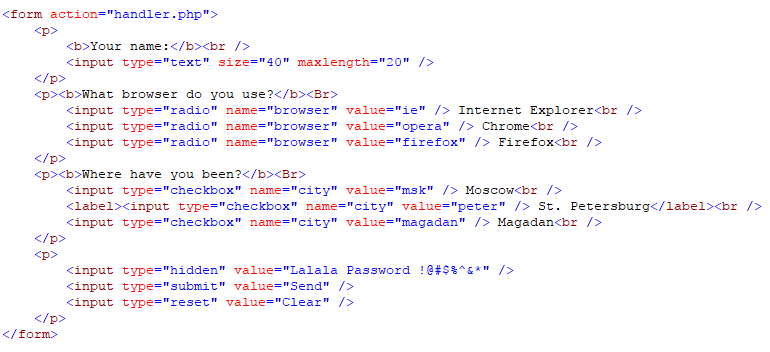 <form action="handler.php">
    <p>
        <b>Your name:</b><br />
        <input type="text" size="40" maxlength="20" />
    </p>
    <p><b>What browser do you use?</b><Br>
        <input type="radio" name="browser" value="ie" /> Internet Explorer<br />
        <input type="radio" name="browser" value="opera" /> Chrome<br />
        <input type="radio" name="browser" value="firefox" /> Firefox<br />
    </p>
    <p><b>Where have you been?</b><Br>
        <input type="checkbox" name="city" value="msk" /> Moscow<br />
        <label><input type="checkbox" name="city" value="peter" /> St. Petersburg</label><br />
        <input type="checkbox" name="city" value="magadan" /> Magadan<br />
    </p>
    <p>
        <input type="hidden" value="Lalala Password !@#$%^&*" />
        <input type="submit" value="Send" />
        <input type="reset" value="Clear" />
    </p>
</form>